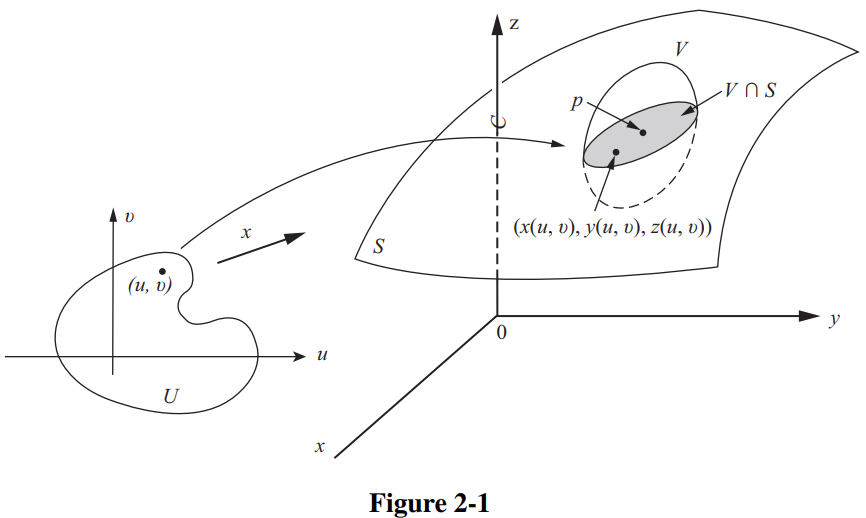 z
V
p
V ∩ S
(x(u, υ), y(u, υ), z(u, υ))
S
υ
x
(u, υ)
y
0
u
U
x
Figure 2-1